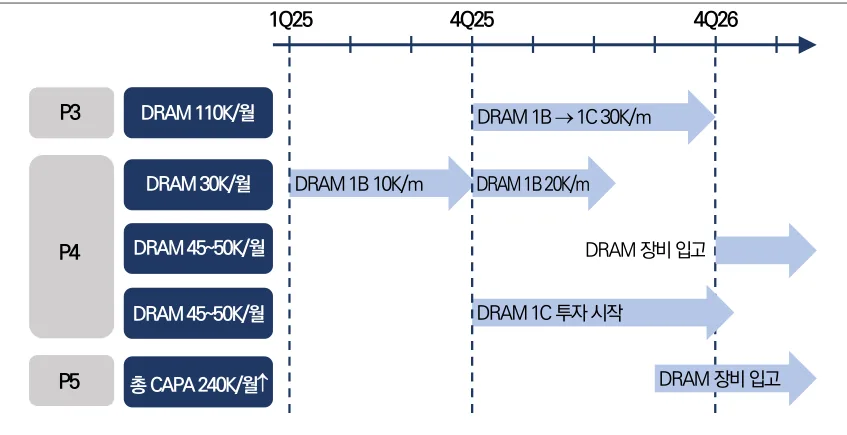 1Q25 4Q25 4Q26
P3 DRAM 110K/월 DRAM 1B → 1C 30K/m
P4
DRAM 30K/월 DRAM 1B 10K/m DRAM 1B 20K/m
DRAM 45~50K/월 DRAM 장비 입고
DRAM 45~50K/월 DRAM 1C 투자 시작
P5 총 CAPA 240K/월↑ DRAM 장비 입고